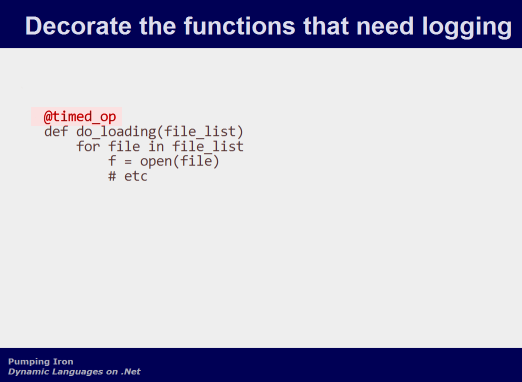 Decorate the functions that need logging
@timed_op
def do_loading(file_list)
    for file in file_list
        f = open(file)
        # etc
Pumping Iron
Dynamic Languages on .Net